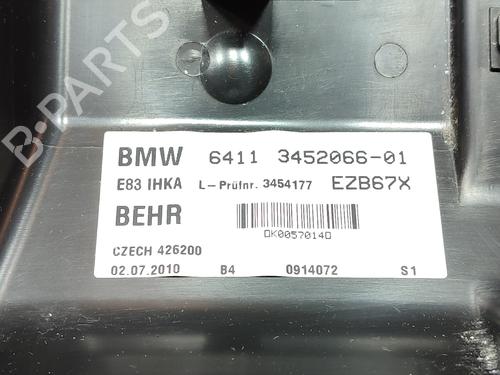 B-PARTS
BMW 6411 3452066-01
E83 IHKA L-Prüfnr. 3454177 EZB67X
BEHR
0K0057014D
CZECH 426200
02.07.2010 B4 0914072 S1